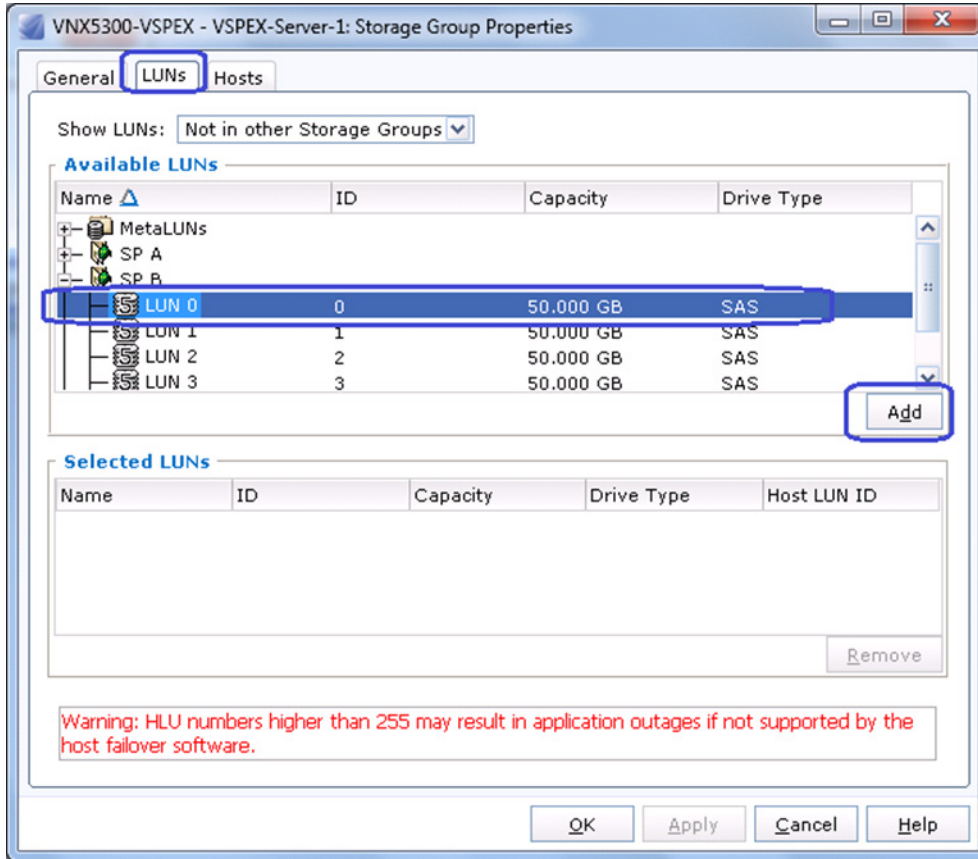 VNX5300-VSPEX - VSPEX-Server-1: Storage Group Properties
General LUNs Hosts
Show LUNs: Not in other Storage Groups
Available LUNs
Name ID Capacity Drive Type
MetaLUNs
SP A
SP B
LUN 0 0 50.000 GB SAS
LUN 1 1 50.000 GB SAS
LUN 2 2 50.000 GB SAS
LUN 3 3 50.000 GB SAS
Add
Selected LUNs
Name ID Capacity Drive Type Host LUN ID
Remove
Warning: HLU numbers higher than 255 may result in application outages if not supported by the
host failover software.
OK Apply Cancel Help